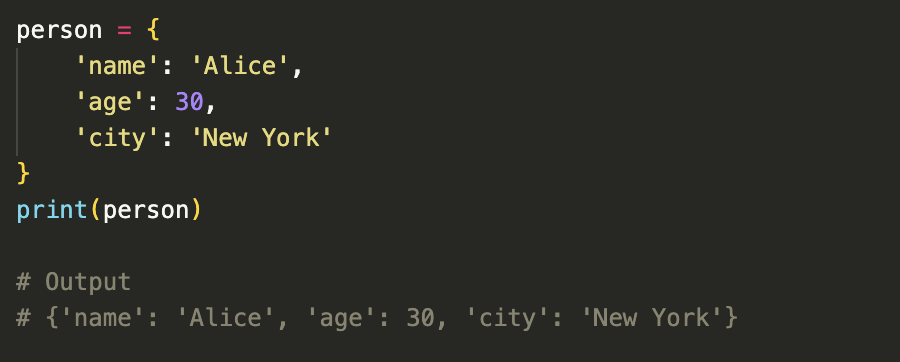 person = {
    'name': 'Alice',
    'age': 30,
    'city': 'New York'
}
print(person)

# Output
# {'name': 'Alice', 'age': 30, 'city': 'New York'}